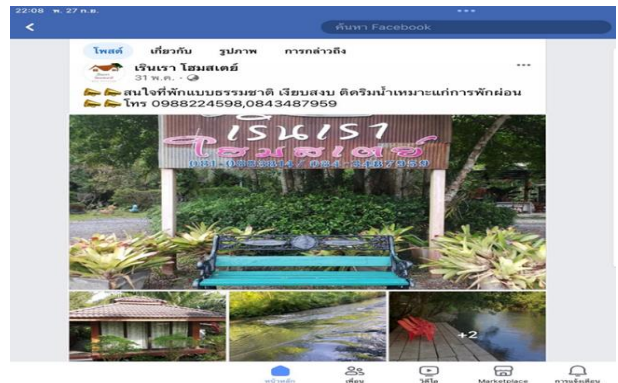 22:08 พ. 27 ก.ย.
ค้นหา Facebook
โพสต์ เกี่ยวกับ รูปภาพ การกล่าวถึง
เรินเรา โฮมสเตย์
31 พ.ค.
สนใจที่พักแบบธรรมชาติ เงียบสงบ ติดริมน้ำเหมาะแก่การพักผ่อน
โทร 0988224598,0843487959
เรินเรา
โฮมสเตย์
084-3487959
+2
หน้าหลัก เพื่อน วิดีโอ Marketplace การแจ้งเตือน